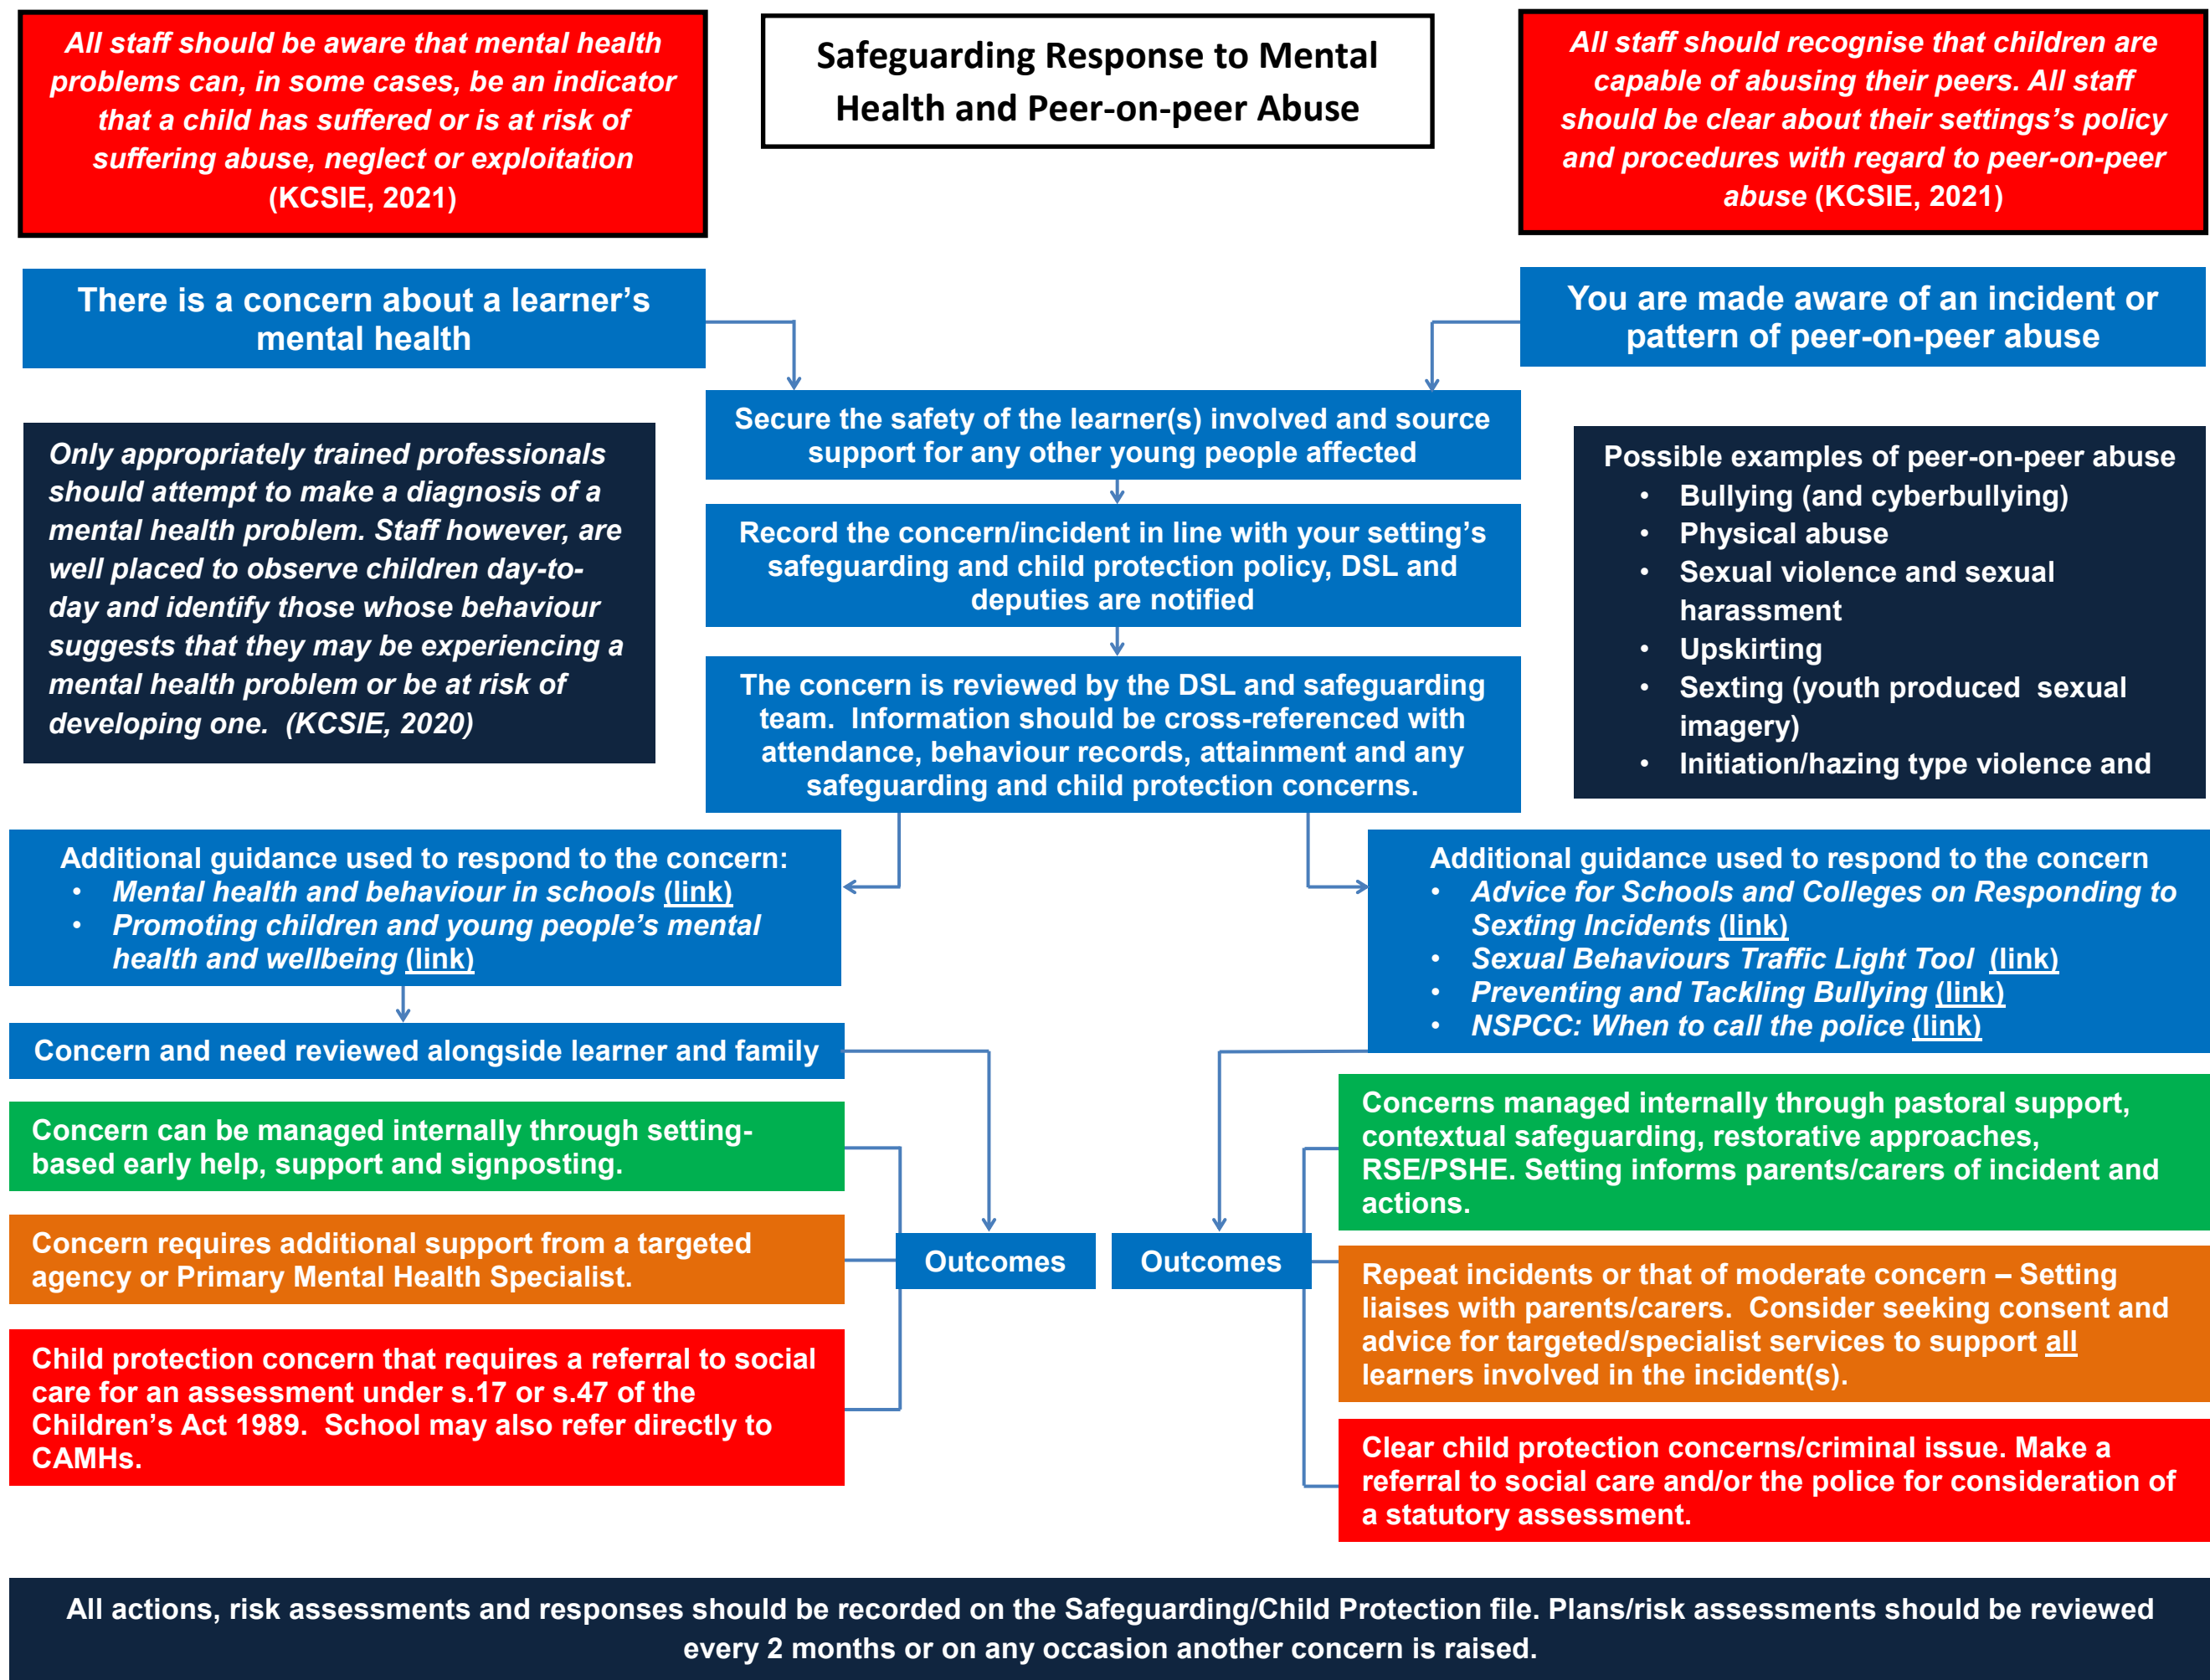 All staff should be aware that mental health
problems can, in some cases, be an indicator
that a child has suffered or is at risk of
suffering abuse, neglect or exploitation
(KCSIE, 2021)
Safeguarding Response to Mental
Health and Peer-on-peer Abuse
All staff should recognise that children are
capable of abusing their peers. All staff
should be clear about their settings's policy
and procedures with regard to peer-on-peer
abuse (KCSIE, 2021)
There is a concern about a learner’s
mental health
You are made aware of an incident or
pattern of peer-on-peer abuse
Secure the safety of the learner(s) involved and source
support for any other young people affected
Only appropriately trained professionals
should attempt to make a diagnosis of a
mental health problem. Staff however, are
well placed to observe children day-to-
day and identify those whose behaviour
suggests that they may be experiencing a
mental health problem or be at risk of
developing one.  (KCSIE, 2020)
Record the concern/incident in line with your setting’s
safeguarding and child protection policy, DSL and
deputies are notified
The concern is reviewed by the DSL and safeguarding
team.  Information should be cross-referenced with
attendance, behaviour records, attainment and any
safeguarding and child protection concerns.
Possible examples of peer-on-peer abuse
• Bullying (and cyberbullying)
• Physical abuse
• Sexual violence and sexual
harassment
• Upskirting
• Sexting (youth produced  sexual
imagery)
• Initiation/hazing type violence and
Additional guidance used to respond to the concern:
• Mental health and behaviour in schools (link)
• Promoting children and young people’s mental
health and wellbeing (link)
Additional guidance used to respond to the concern
• Advice for Schools and Colleges on Responding to
Sexting Incidents (link)
• Sexual Behaviours Traffic Light Tool  (link)
• Preventing and Tackling Bullying (link)
• NSPCC: When to call the police (link)
Concern and need reviewed alongside learner and family
Concern can be managed internally through setting-
based early help, support and signposting.
Concern requires additional support from a targeted
agency or Primary Mental Health Specialist.
Child protection concern that requires a referral to social
care for an assessment under s.17 or s.47 of the
Children’s Act 1989.  School may also refer directly to
CAMHs.
Outcomes
Outcomes
Concerns managed internally through pastoral support,
contextual safeguarding, restorative approaches,
RSE/PSHE. Setting informs parents/carers of incident and
actions.
Repeat incidents or that of moderate concern – Setting
liaises with parents/carers.  Consider seeking consent and
advice for targeted/specialist services to support all
learners involved in the incident(s).
Clear child protection concerns/criminal issue. Make a
referral to social care and/or the police for consideration of
a statutory assessment.
All actions, risk assessments and responses should be recorded on the Safeguarding/Child Protection file. Plans/risk assessments should be reviewed
every 2 months or on any occasion another concern is raised.